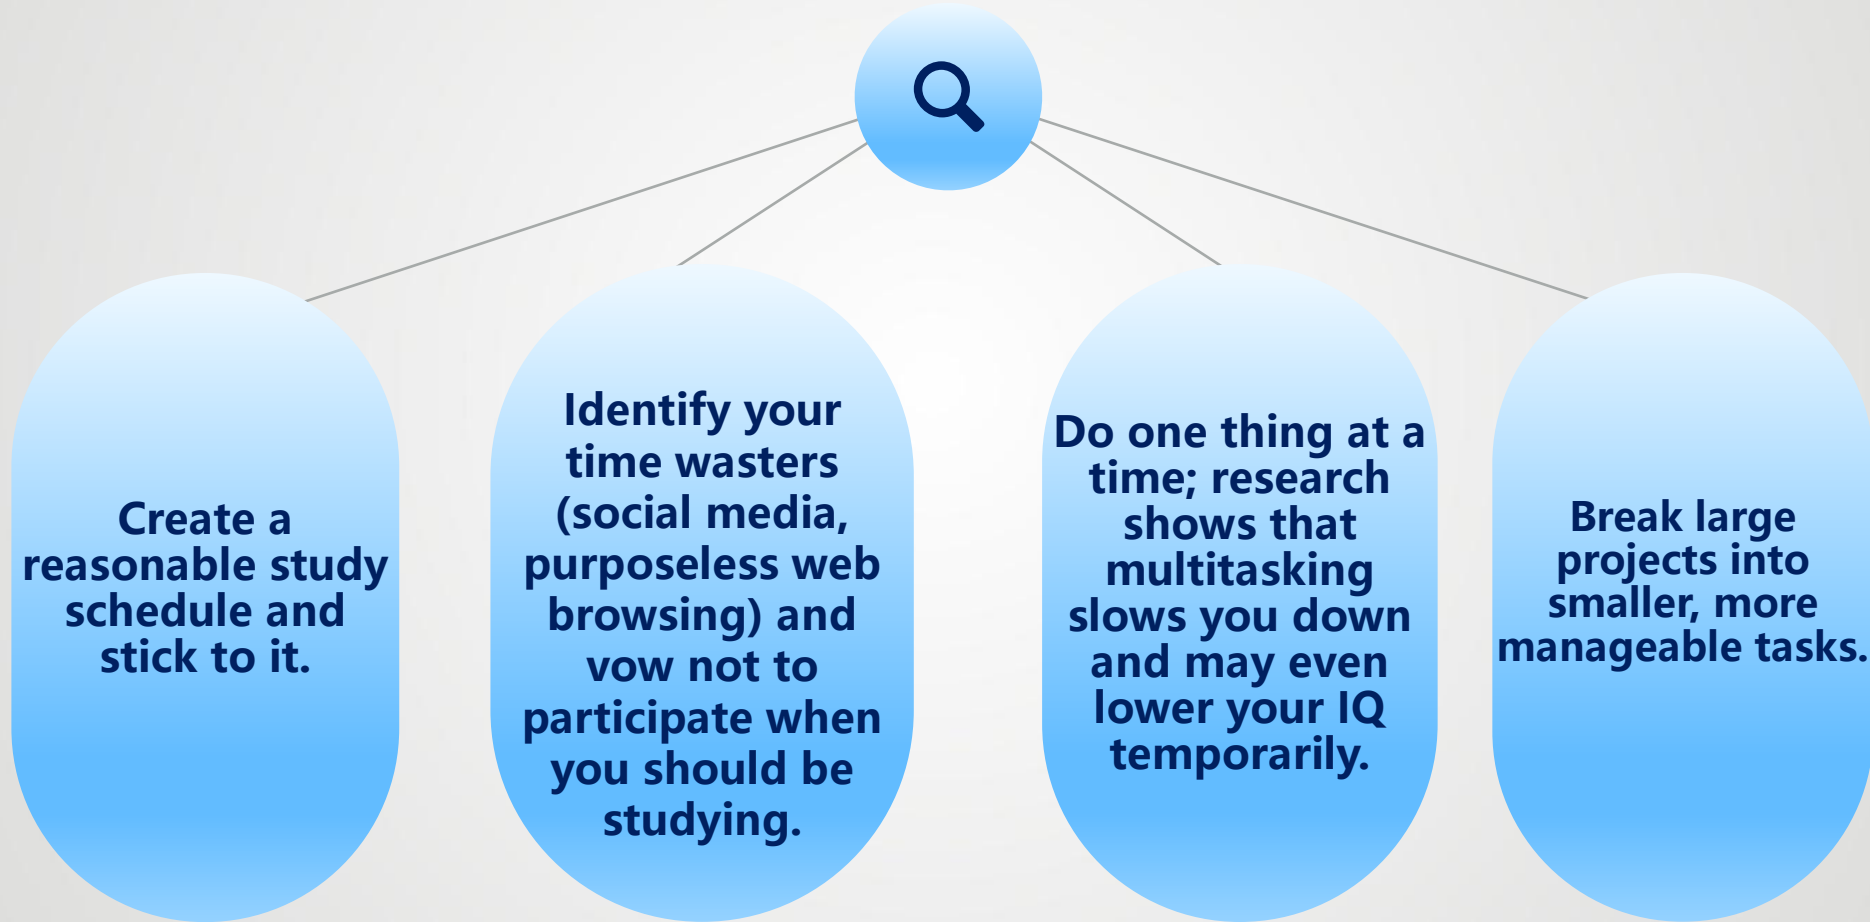 Create a
reasonable study
schedule and
stick to it.
Identify your
time wasters
(social media,
purposeless web
browsing) and
vow not to
participate when
you should be
studying.
Do one thing at a
time; research
shows that
multitasking
slows you down
and may even
lower your IQ
temporarily.
Break large
projects into
smaller, more
manageable tasks.